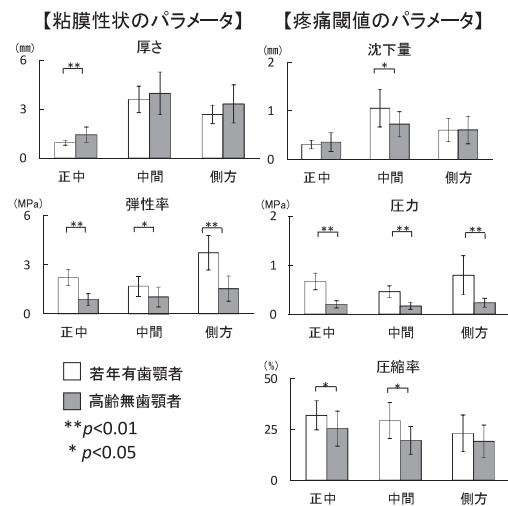 【粘膜性状のパラメータ】
厚さ
(mm)
6
3
0
**
正中 中間 側方
弾性率
(MPa)
6
3
0
** * **
正中 中間 側方
若年有歯顎者
高齢無歯顎者
**p<0.01
*p<0.05
【疼痛閾値のパラメータ】
沈下量
(mm)
2
1
0
*
正中 中間 側方
圧力
(MPa)
2
1
0
** ** **
正中 中間 側方
圧縮率
(%)
50
25
0
* *
正中 中間 側方